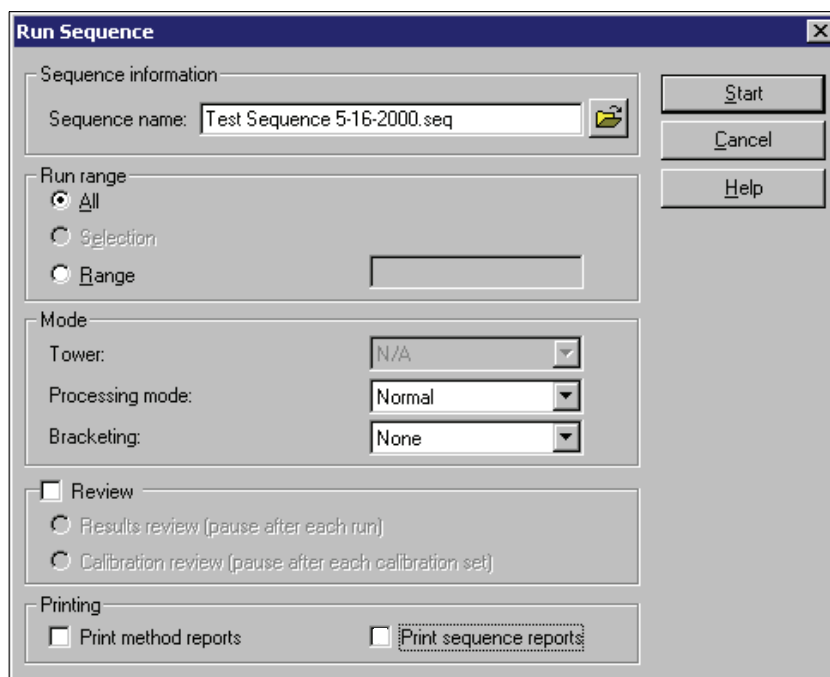 Run Sequence
Sequence information
Sequence name: Test Sequence 5-16-2000.seq
Start
Cancel
Help
Run range
All
Selection
Range
Mode
Tower: N/A
Processing mode: Normal
Bracketing: None
Review
Results review (pause after each run)
Calibration review (pause after each calibration set)
Printing
Print method reports Print sequence reports